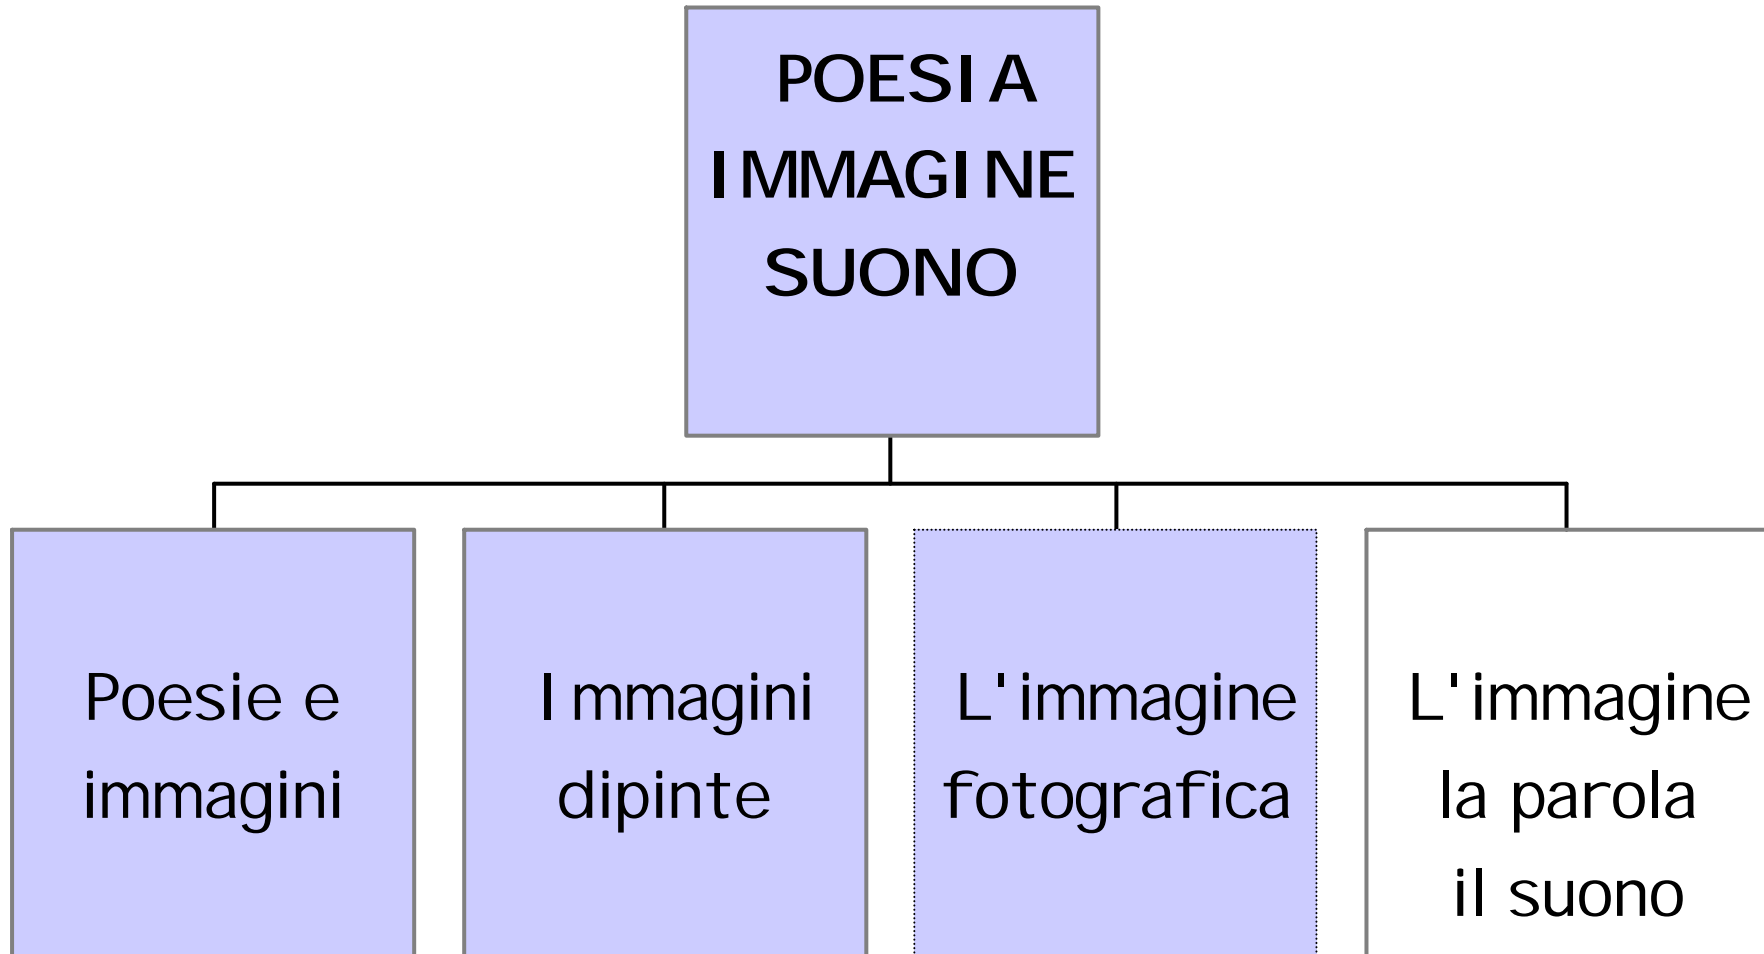 POESIA
IMMAGINE
SUONO
Poesie e
immagini
Immagini
dipinte
L'immagine
fotografica
L'immagine
la parola
il suono